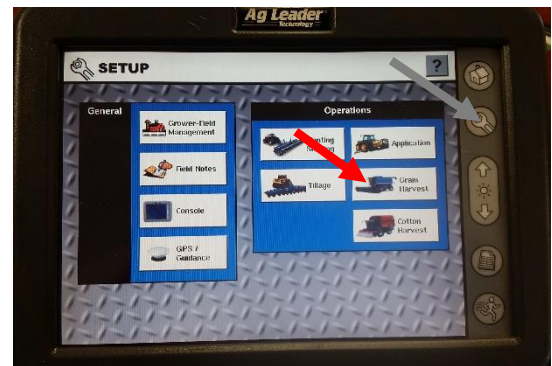 Ag Leader
Technology
SETUP
?
General
Grower-Field
Management
Field Notes
Console
GPS /
Guidance
Operations
Application
Tillage
Grain
Harvest
Cotton
Harvest